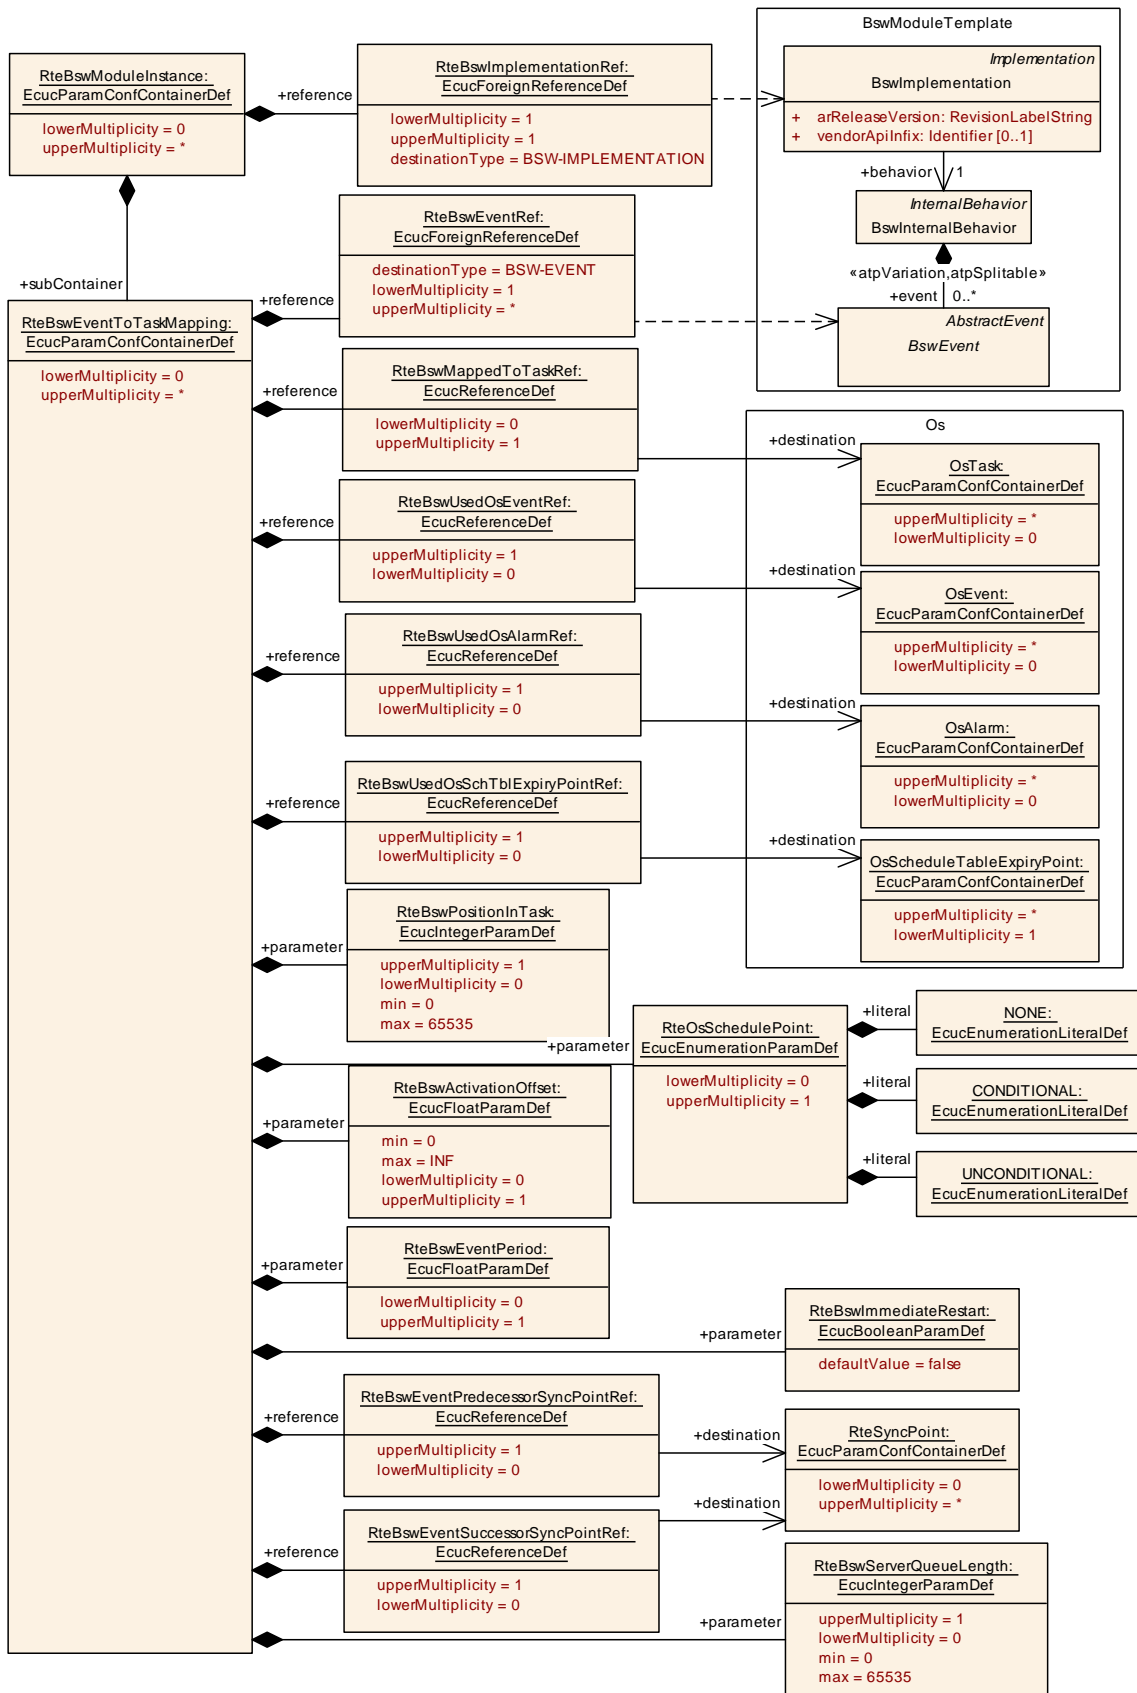 BswModuleTemplate
RteBswModuleInstance:
EcucParamConfContainerDef
lowerMultiplicity = 0
upperMultiplicity = *
+reference
RteBswImplementationRef:
EcucForeignReferenceDef
lowerMultiplicity = 1
upperMultiplicity = 1
destinationType = BSW-IMPLEMENTATION
Implementation
BswImplementation
+ arReleaseVersion: RevisionLabelString
+ vendorApiInfix: Identifier [0..1]
+behavior 1
InternalBehavior
BswInternalBehavior
«atpVariation,atpSplitable»
+event 0..*
AbstractEvent
BswEvent
+subContainer
RteBswEventToTaskMapping:
EcucParamConfContainerDef
lowerMultiplicity = 0
upperMultiplicity = *
+reference
RteBswEventRef:
EcucForeignReferenceDef
destinationType = BSW-EVENT
lowerMultiplicity = 1
upperMultiplicity = *
+reference
RteBswMappedToTaskRef:
EcucReferenceDef
lowerMultiplicity = 0
upperMultiplicity = 1
Os
+destination
OsTask:
EcucParamConfContainerDef
upperMultiplicity = *
lowerMultiplicity = 0
+reference
RteBswUsedOsEventRef:
EcucReferenceDef
upperMultiplicity = 1
lowerMultiplicity = 0
+destination
OsEvent:
EcucParamConfContainerDef
upperMultiplicity = *
lowerMultiplicity = 0
+reference
RteBswUsedOsAlarmRef:
EcucReferenceDef
upperMultiplicity = 1
lowerMultiplicity = 0
+destination
OsAlarm:
EcucParamConfContainerDef
upperMultiplicity = *
lowerMultiplicity = 0
+reference
RteBswUsedOsSchTblExpiryPointRef:
EcucReferenceDef
upperMultiplicity = 1
lowerMultiplicity = 0
+destination
OsScheduleTableExpiryPoint:
EcucParamConfContainerDef
upperMultiplicity = *
lowerMultiplicity = 1
+parameter
RteBswPositionInTask:
EcucIntegerParamDef
upperMultiplicity = 1
lowerMultiplicity = 0
min = 0
max = 65535
+parameter
RteOsSchedulePoint:
EcucEnumerationParamDef
lowerMultiplicity = 0
upperMultiplicity = 1
+literal
NONE:
EcucEnumerationLiteralDef
+literal
CONDITIONAL:
EcucEnumerationLiteralDef
+literal
UNCONDITIONAL:
EcucEnumerationLiteralDef
+parameter
RteBswActivationOffset:
EcucFloatParamDef
min = 0
max = INF
lowerMultiplicity = 0
upperMultiplicity = 1
+parameter
RteBswEventPeriod:
EcucFloatParamDef
lowerMultiplicity = 0
upperMultiplicity = 1
+parameter
RteBswImmediateRestart:
EcucBooleanParamDef
defaultValue = false
+reference
RteBswEventPredecessorSyncPointRef:
EcucReferenceDef
upperMultiplicity = 1
lowerMultiplicity = 0
+destination
RteSyncPoint:
EcucParamConfContainerDef
lowerMultiplicity = 0
upperMultiplicity = *
+destination
+reference
RteBswEventSuccessorSyncPointRef:
EcucReferenceDef
upperMultiplicity = 1
lowerMultiplicity = 0
+parameter
RteBswServerQueueLength:
EcucIntegerParamDef
upperMultiplicity = 1
lowerMultiplicity = 0
min = 0
max = 65535